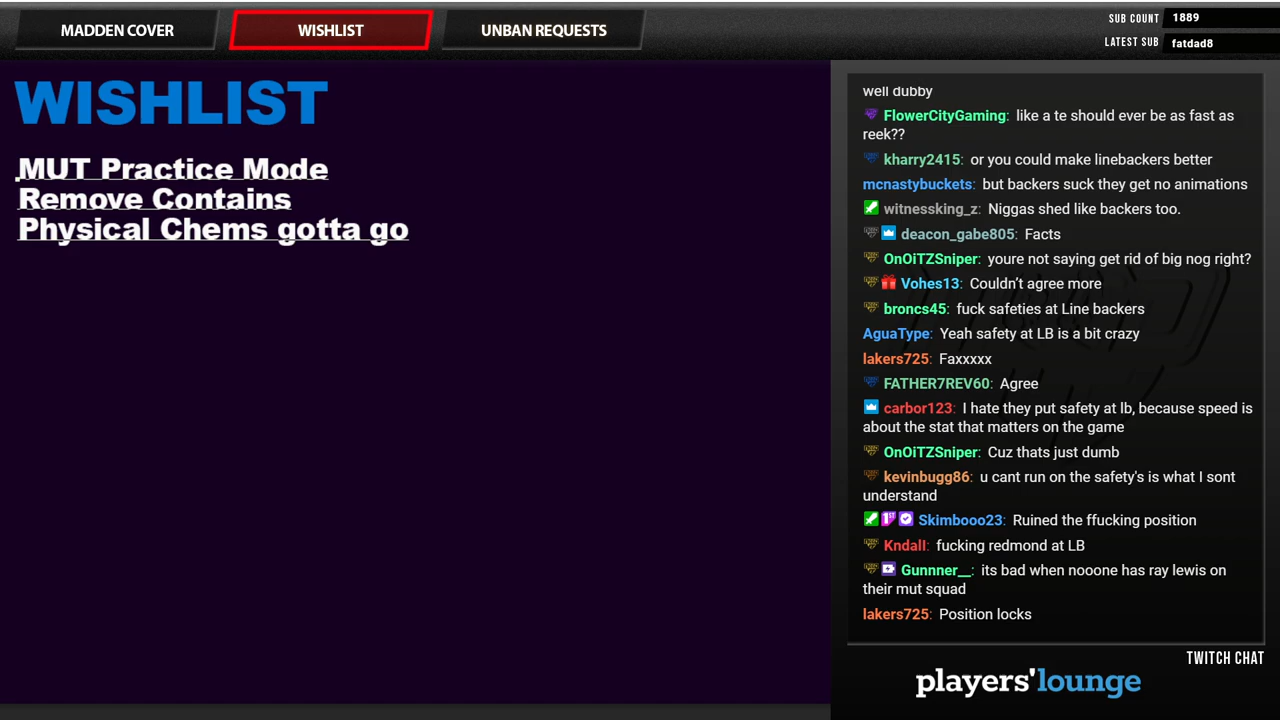 MADDEN COVER
WISHLIST
UNBAN REQUESTS
SUB COUNT 1889
LATEST SUB fatdad8
WISHLIST
MUT Practice Mode
Remove Contains
Physical Chems gotta go
well dubby
FlowerCityGaming: like a te should ever be as fast as
reek??
kharry2415: or you could make linebackers better
mcnastybuckets: but backers suck they get no animations
witnessking_z: Niggas shed like backers too.
deacon_gabe805: Facts
OnOiTZSniper: youre not saying get rid of big nog right?
Vohes13: Couldn't agree more
broncs45: fuck safeties at Line backers
AguaType: Yeah safety at LB is a bit crazy
lakers725: Faxxxxx
FATHER7REV60: Agree
carbor123: I hate they put safety at lb, because speed is
about the stat that matters on the game
OnOiTZSniper: Cuz thats just dumb
kevinbugg86: u cant run on the safety's is what I sont
understand
Skimbooo23: Ruined the ffucking position
Kndall: fucking redmond at LB
Gunnner__: its bad when nooone has ray lewis on
their mut squad
lakers725: Position locks
TWITCH CHAT
players'lounge